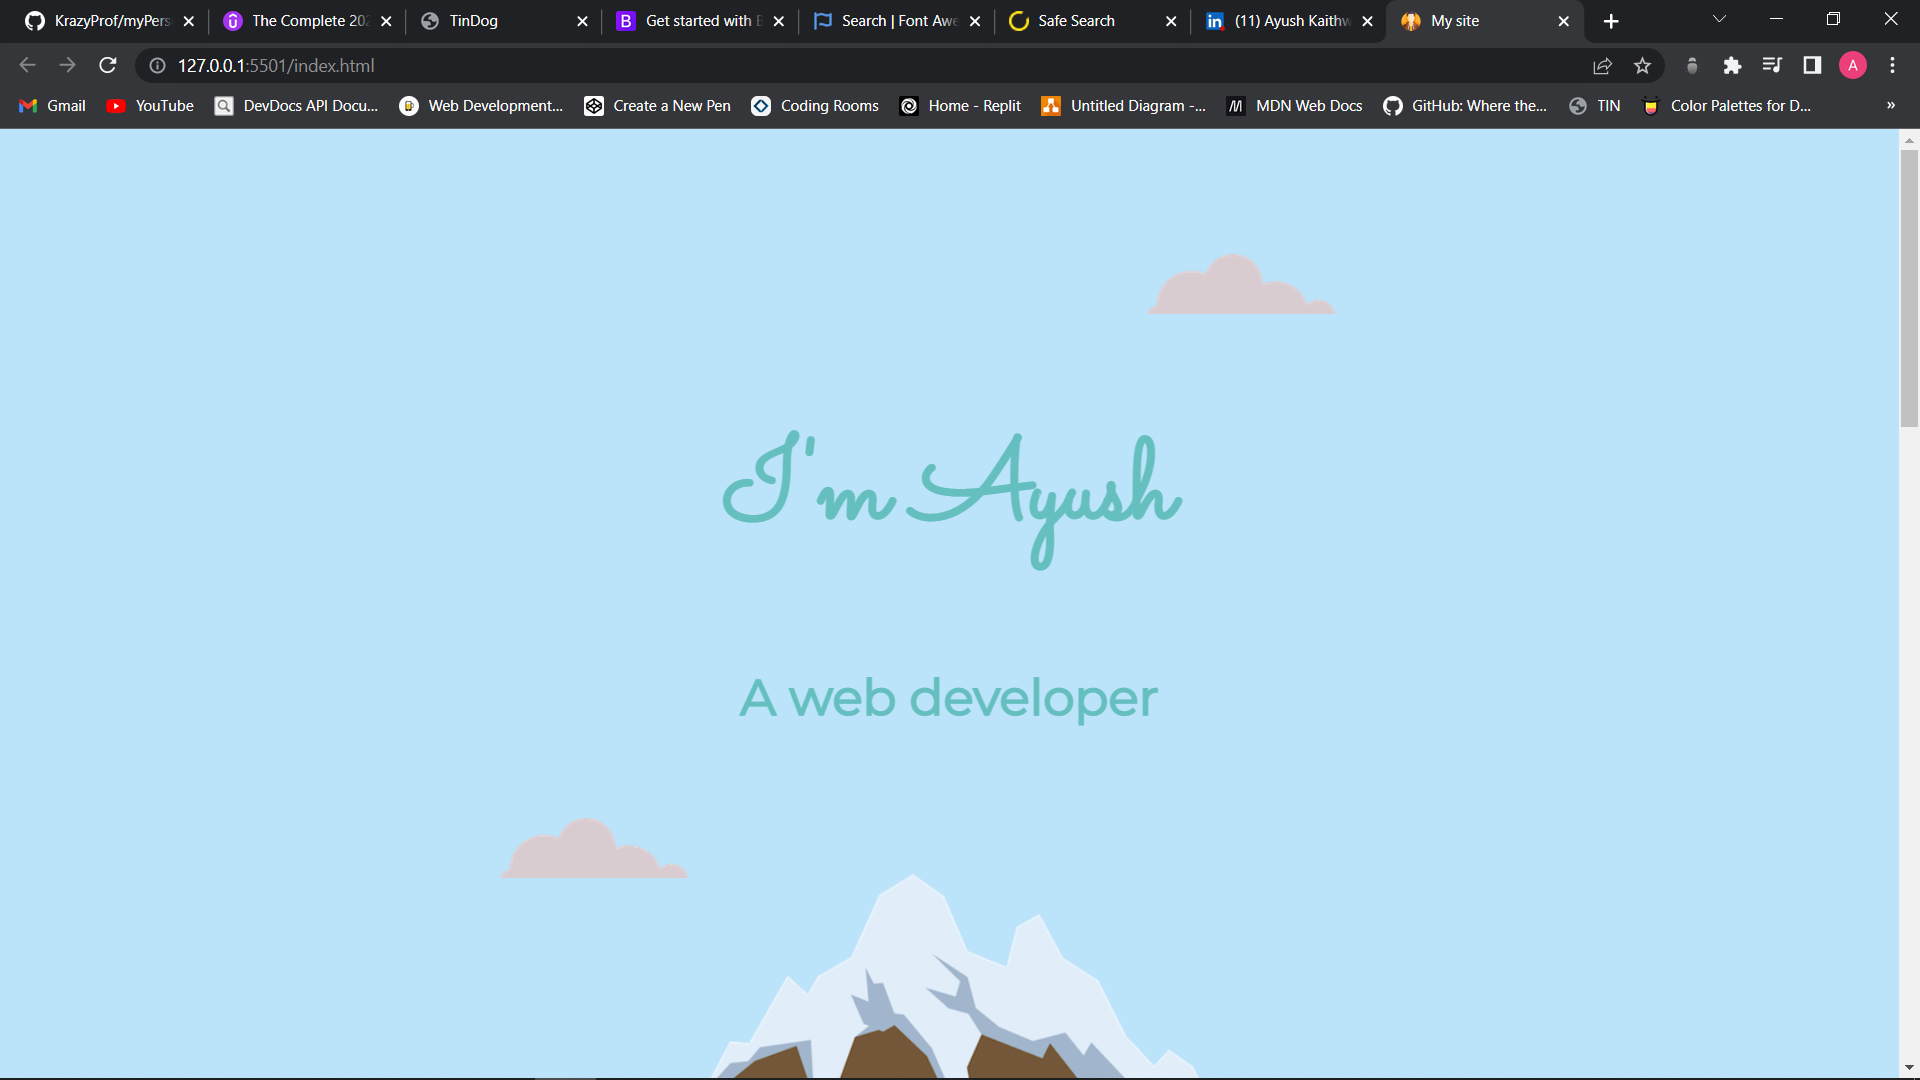 KrazyProf/myPers
The Complete 202
TinDog
Get started with B
Search | Font Awe
Safe Search
in (11) Ayush Kaithw
My site
127.0.0.1:5501/index.html
A
Gmail
YouTube
DevDocs API Docu...
Web Development...
Create a New Pen
Coding Rooms
Home - Replit
Untitled Diagram -...
MDN Web Docs
GitHub: Where the...
TIN
Color Palettes for D...
»
I'm Ayush
A web developer